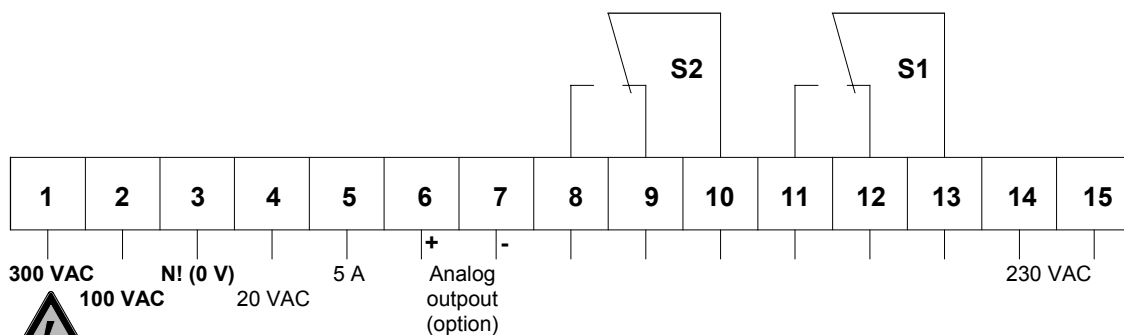 S2 S1
1 2 3 4 5 6 7 8 9 10 11 12 13 14 15
+ -
300 VAC N! (0 V) 5 A Analog 230 VAC
100 VAC 20 VAC outpout
(option)